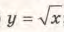 y = √x